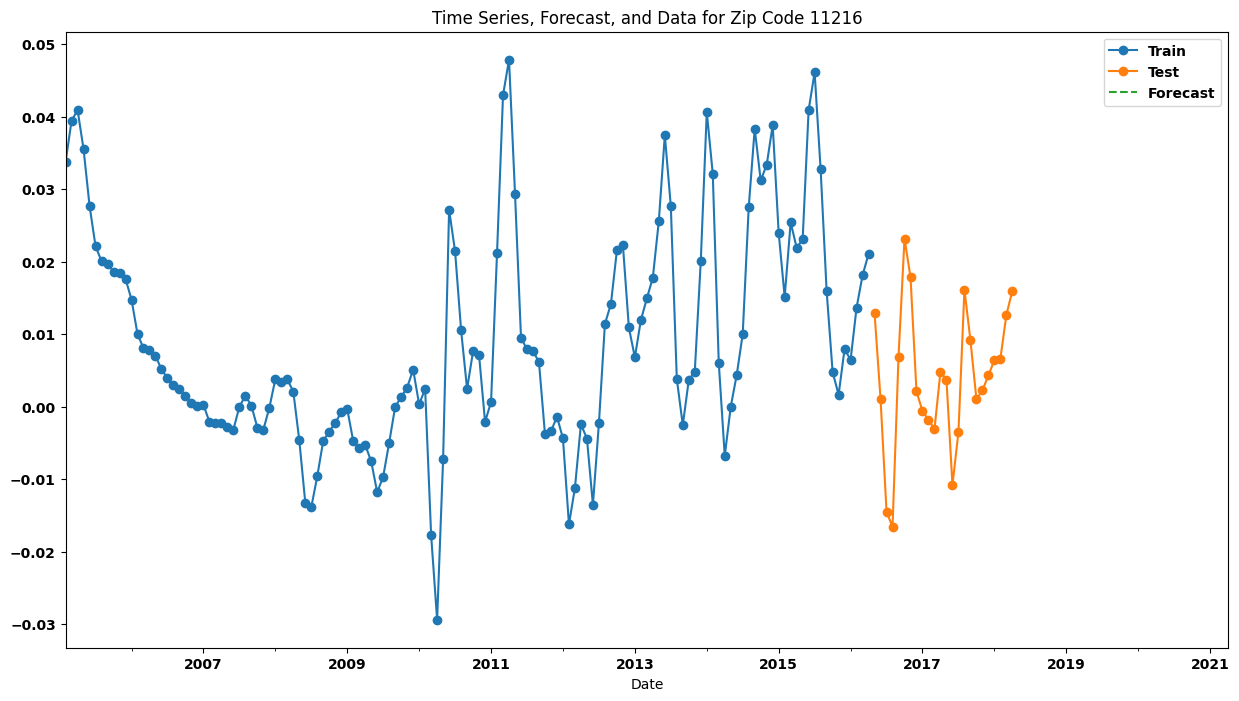 Time Series, Forecast, and Data for Zip Code 11216
Train
Test
Forecast
0.05
0.04
0.03
0.02
0.01
0.00
−0.01
−0.02
−0.03
2007 2009 2011 2013 2015 2017 2019 2021
Date